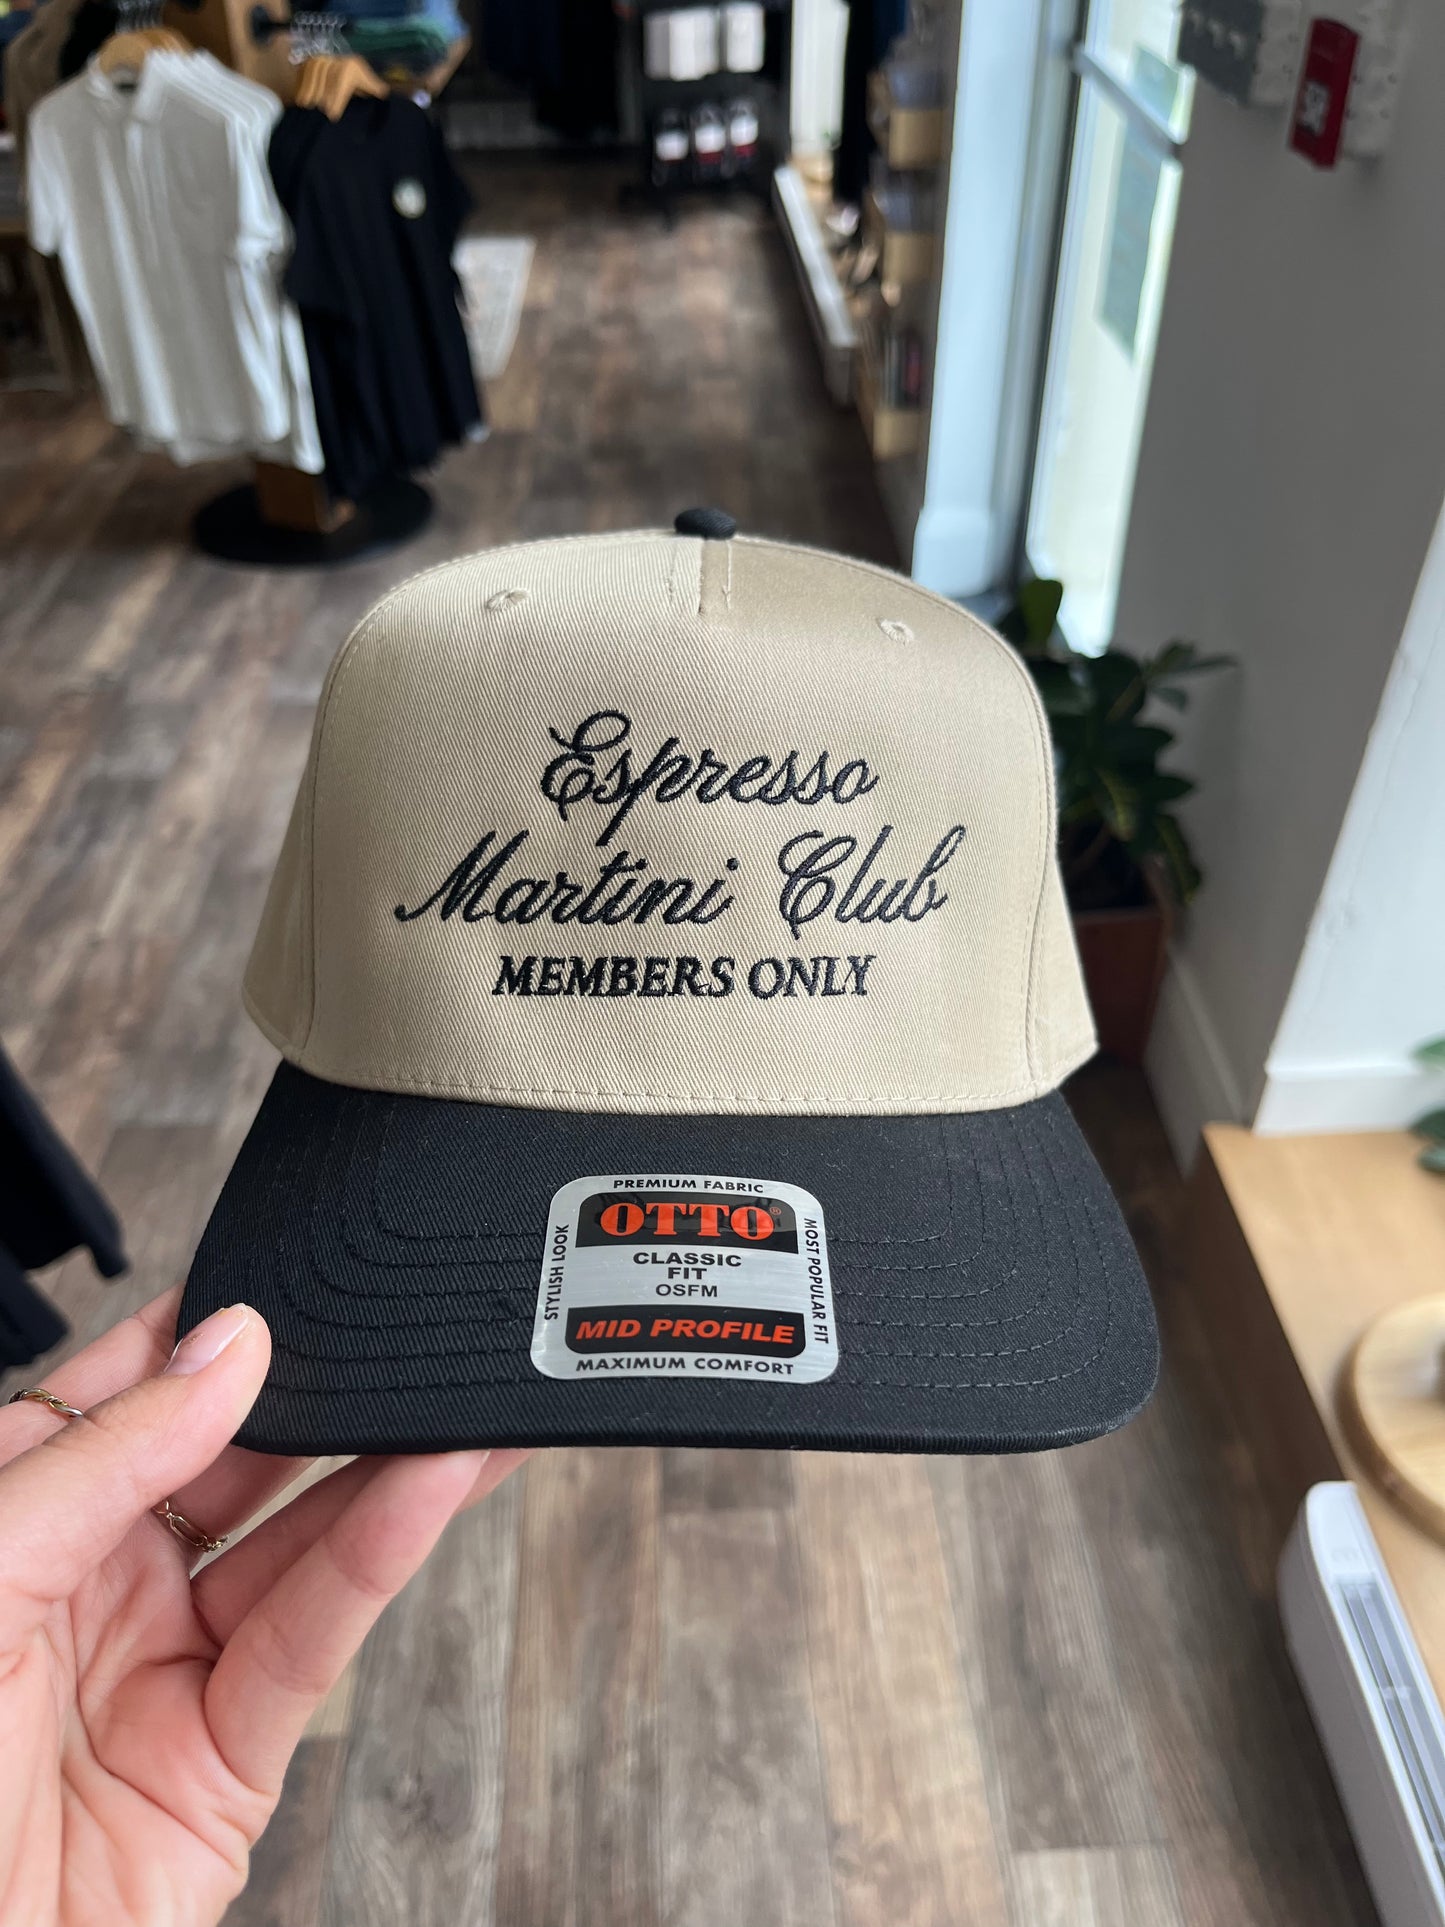 Espresso
Martini Club
MEMBERS ONLY
PREMIUM FABRIC
OTTO®
CLASSIC
FIT
OSFM
MID PROFILE
MAXIMUM COMFORT
STYLISH LOOK
MOST POPULAR FIT